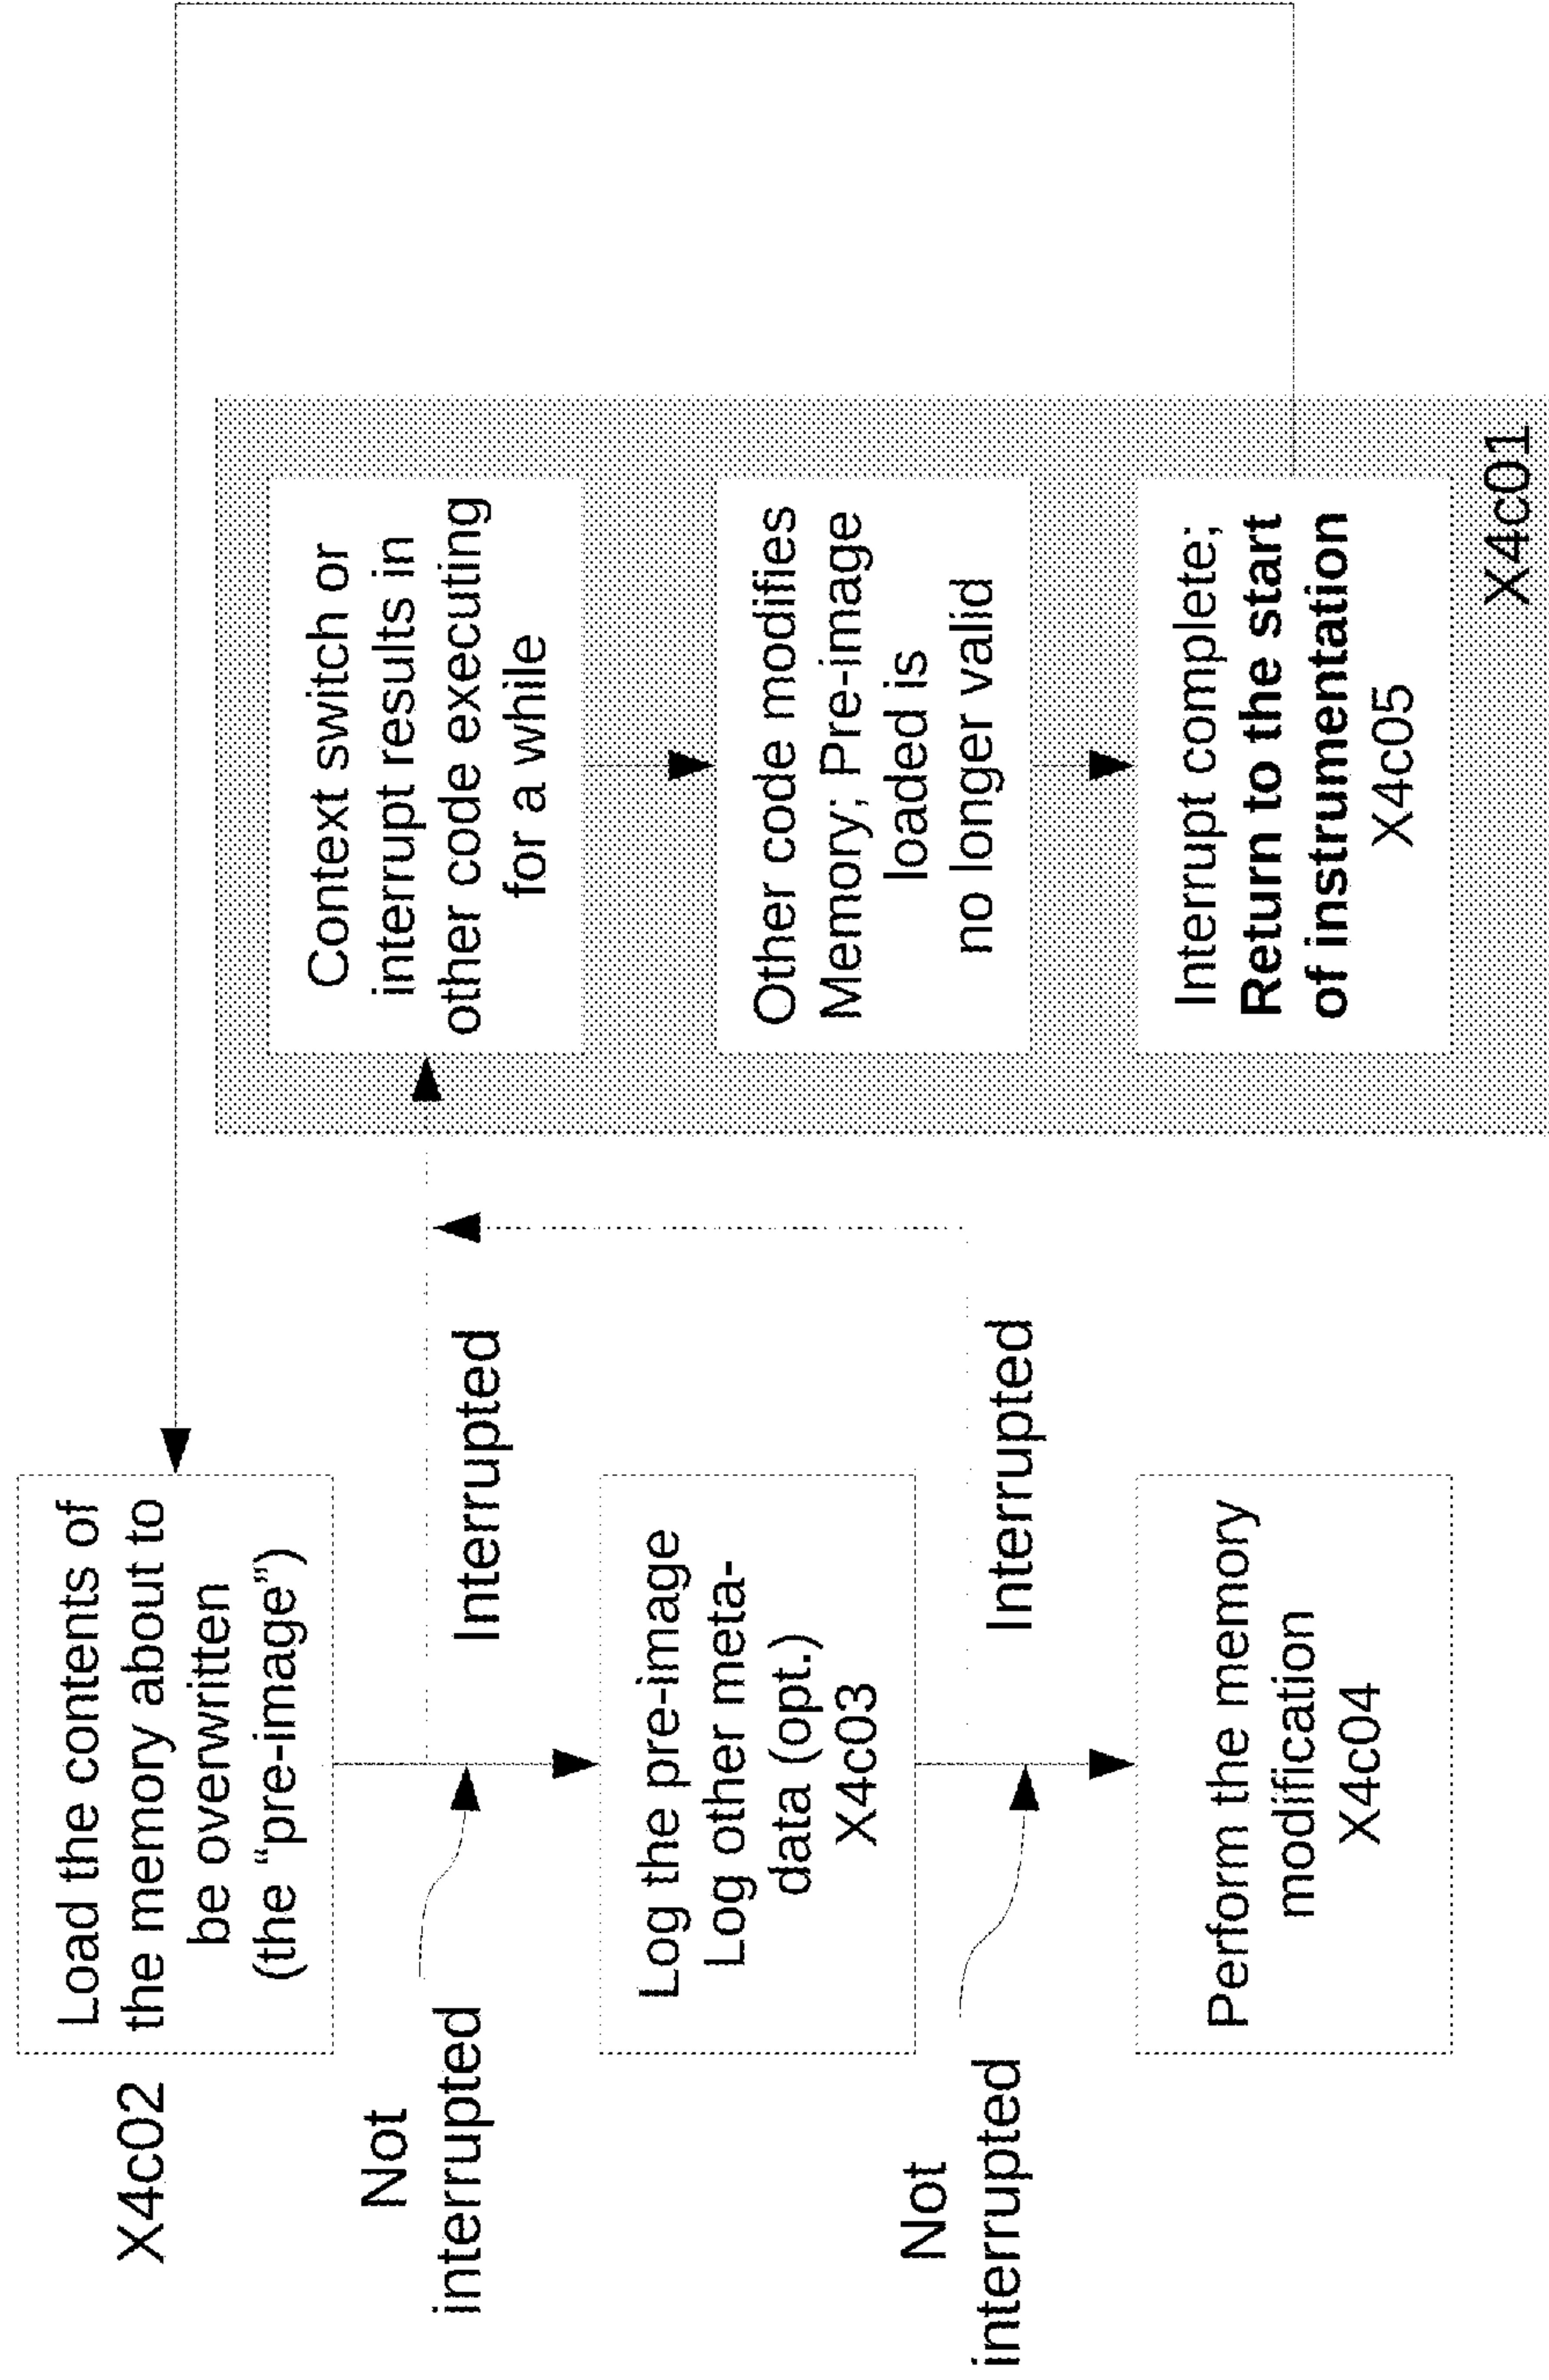 X4c02
Load the contents of
the memory about to
be overwritten
(the “pre-image”)
Not
interrupted
Interrupted
Log the pre-image
Log other meta-
data (opt.)
X4c03
Not
interrupted
Interrupted
Perform the memory
modification
X4c04
Context switch or
interrupt results in
other code executing
for a while
Other code modifies
Memory; Pre-image
loaded is
no longer valid
Interrupt complete;
Return to the start
of instrumentation
X4c05
X4c01